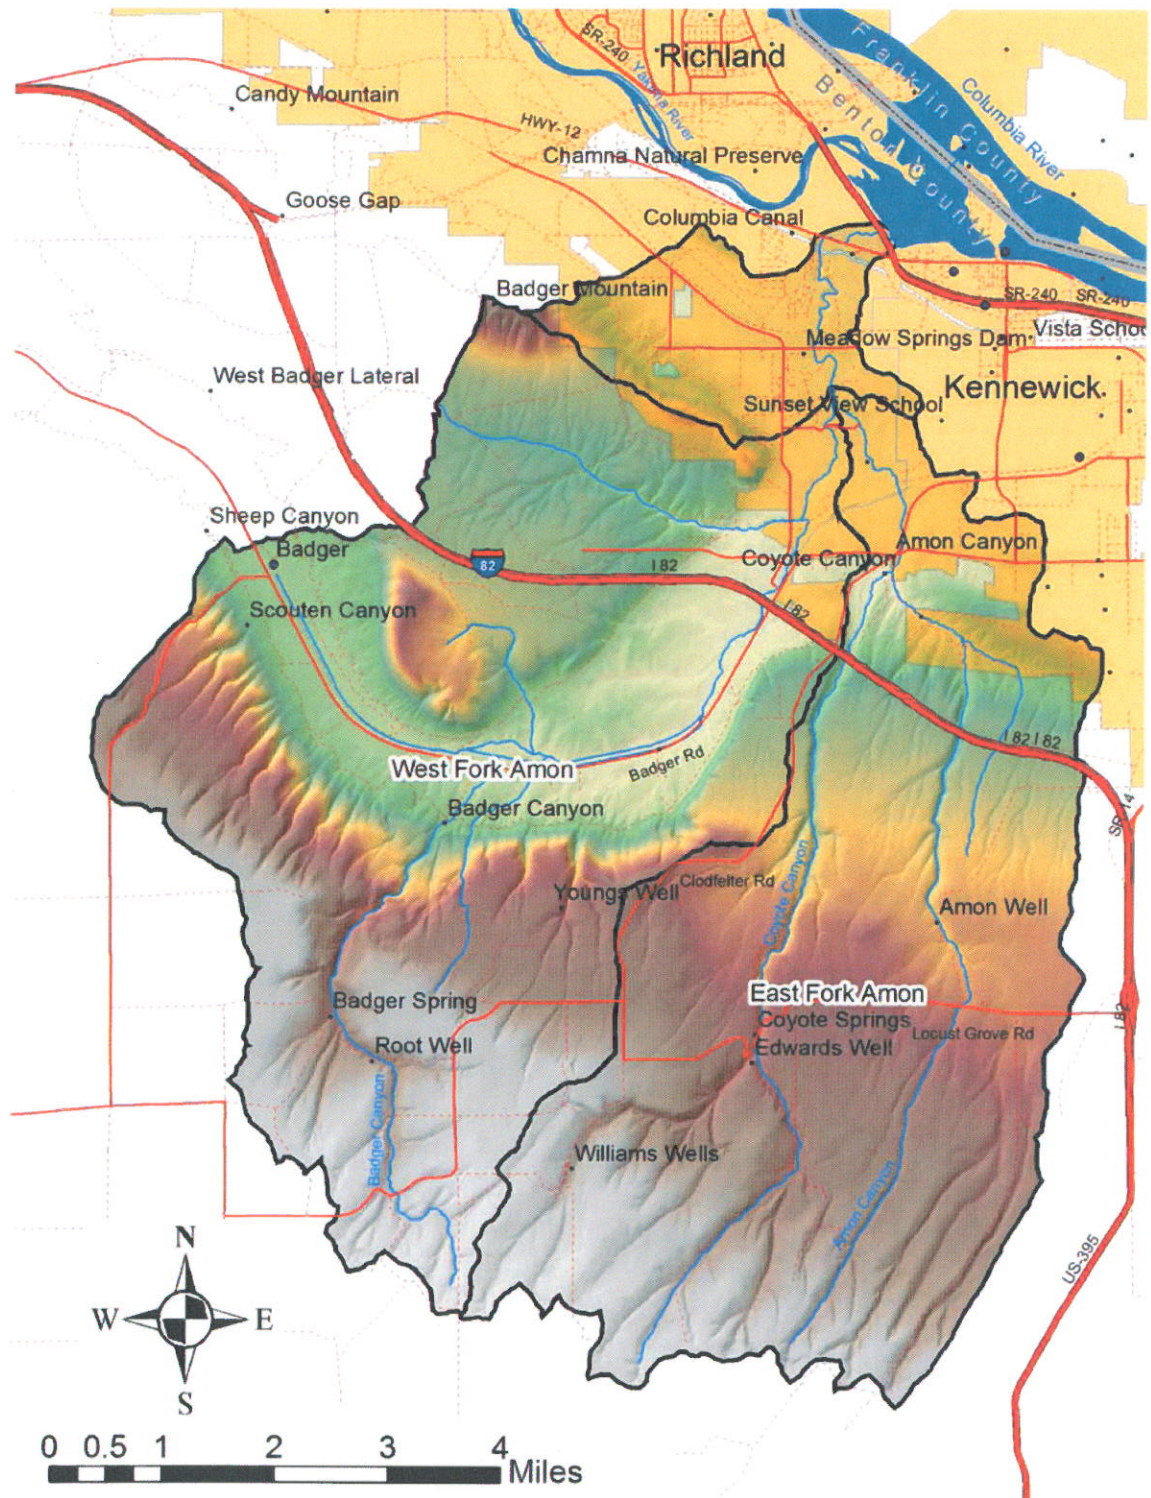 SR-240
Richland
Franklin County
Columbia River
Yakima River
Benton County
Candy Mountain
HWY-12
Chamna Natural Preserve
Goose Gap
Columbia Canal
Badger Mountain
SR-240
SR-240
Meadow Springs Dam
Vista Schoo
West Badger Lateral
Kennewick
Sunset View School
Sheep Canyon
Badger
Amon Canyon
Coyote Canyon
82
I 82
I 82
Scouten Canyon
I 82 I 82
Badger Rd
West Fork Amon
Badger Canyon
SR-14
Clodfelter Rd
Youngs Well
Coyote Canyon
Amon Well
East Fork Amon
Badger Spring
Coyote Springs
Locust Grove Rd
I 82
Root Well
Edwards Well
Badger Canyon
Williams Wells
Amon Canyon
US-395
N
W E
S
0 0.5 1 2 3 4
Miles